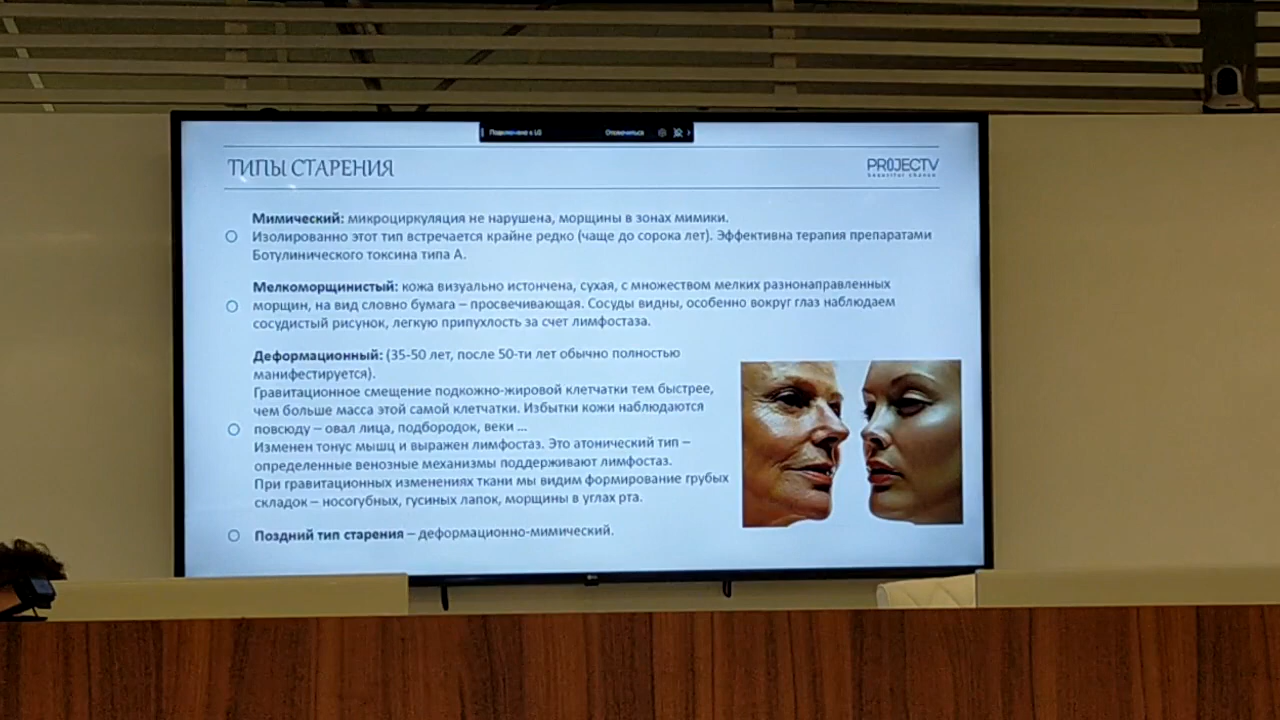 Подключено к LG Отключиться
ТИПЫ СТАРЕНИЯ
PROJECTV
beautiful chance
Мимический: микроциркуляция не нарушена, морщины в зонах мимики.
Изолированно этот тип встречается крайне редко (чаще до сорока лет). Эффективна терапия препаратами
Ботулинического токсина типа А.
Мелкоморщинистый: кожа визуально истончена, сухая, с множеством мелких разнонаправленных
морщин, на вид словно бумага – просвечивающая. Сосуды видны, особенно вокруг глаз наблюдаем
сосудистый рисунок, легкую припухлость за счет лимфостаза.
Деформационный: (35-50 лет, после 50-ти лет обычно полностью
манифестируется).
Гравитационное смещение подкожно-жировой клетчатки тем быстрее,
чем больше масса этой самой клетчатки. Избытки кожи наблюдаются
повсюду – овал лица, подбородок, веки ...
Изменен тонус мышц и выражен лимфостаз. Это атонический тип –
определенные венозные механизмы поддерживают лимфостаз.
При гравитационных изменениях ткани мы видим формирование грубых
складок – носогубных, гусиных лапок, морщины в углах рта.
Поздний тип старения – деформационно-мимический.